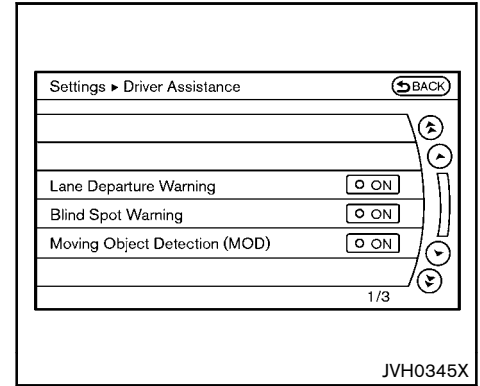 Settings ▸ Driver Assistance BACK
Lane Departure Warning ON
Blind Spot Warning ON
Moving Object Detection (MOD) ON
1/3
JVH0345X